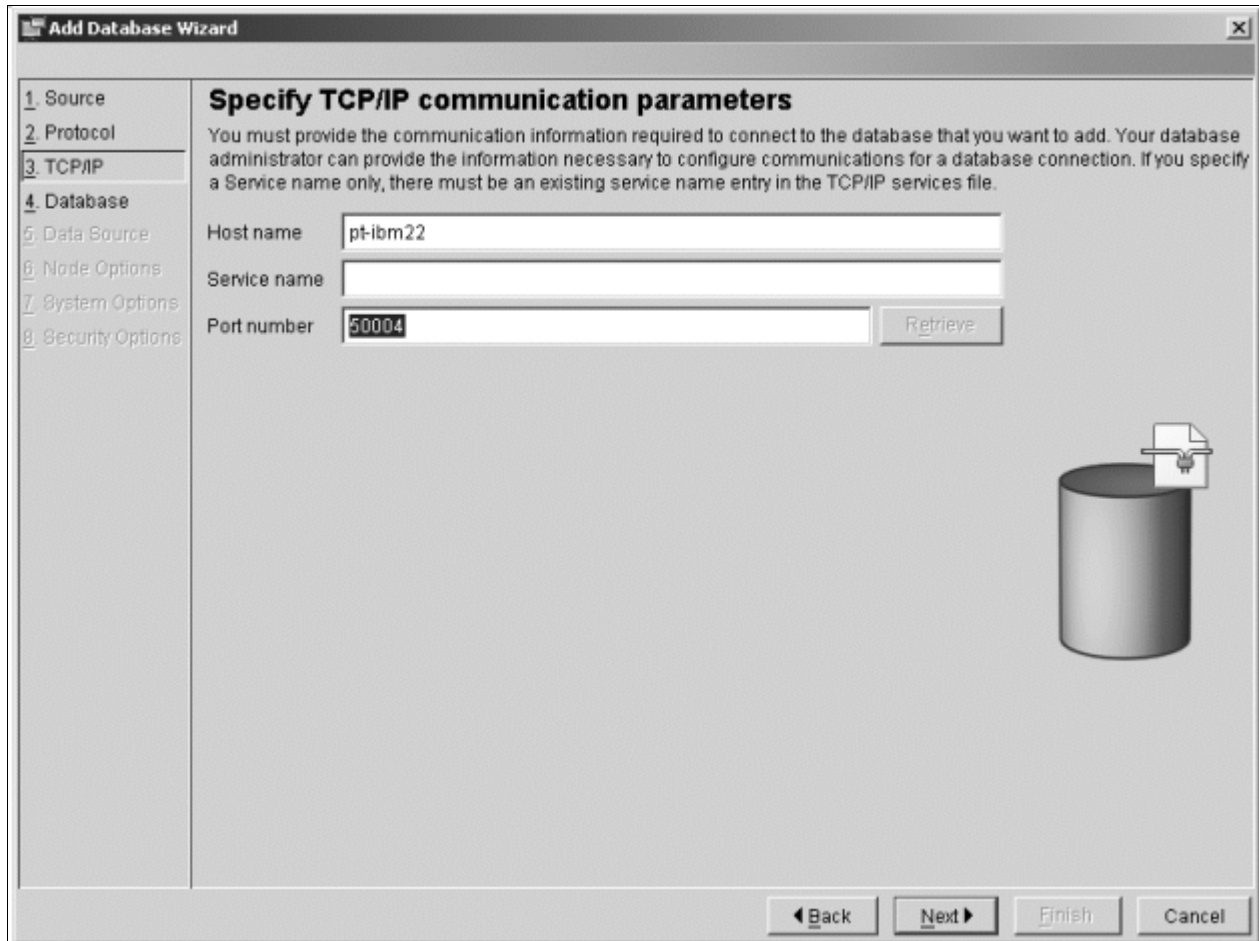 Add Database Wizard
1. Source
2. Protocol
3. TCP/IP
4. Database
5. Data Source
6. Node Options
7. System Options
8. Security Options
Specify TCP/IP communication parameters
You must provide the communication information required to connect to the database that you want to add. Your database
administrator can provide the information necessary to configure communications for a database connection. If you specify
a Service name only, there must be an existing service name entry in the TCP/IP services file.
Host name pt-ibm22
Service name
Port number 50004 Retrieve
Back Next Finish Cancel